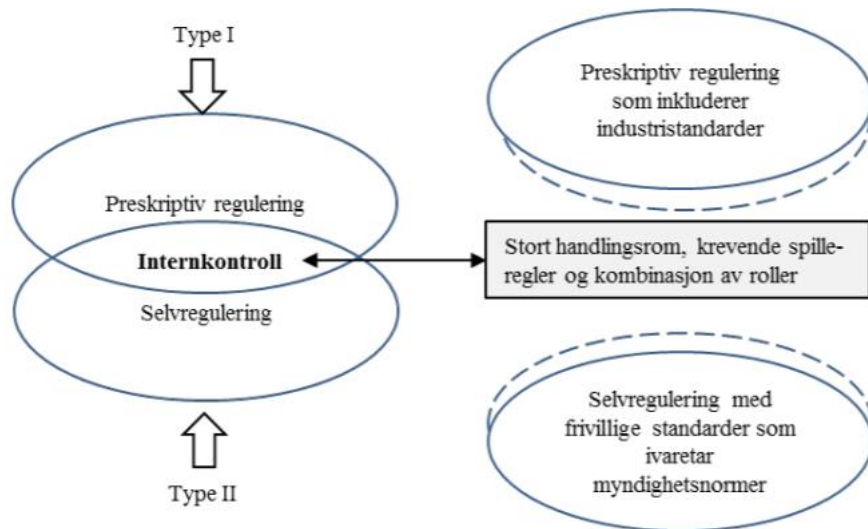 Type I
Preskriptiv regulering
Internkontroll
Selvregulering
Type II
Preskriptiv regulering
som inkluderer
industristandarder
Stort handlingsrom, krevende spille-
regler og kombinasjon av roller
Selvregulering med
frivillige standarder som
ivaretar
myndighetsnormer